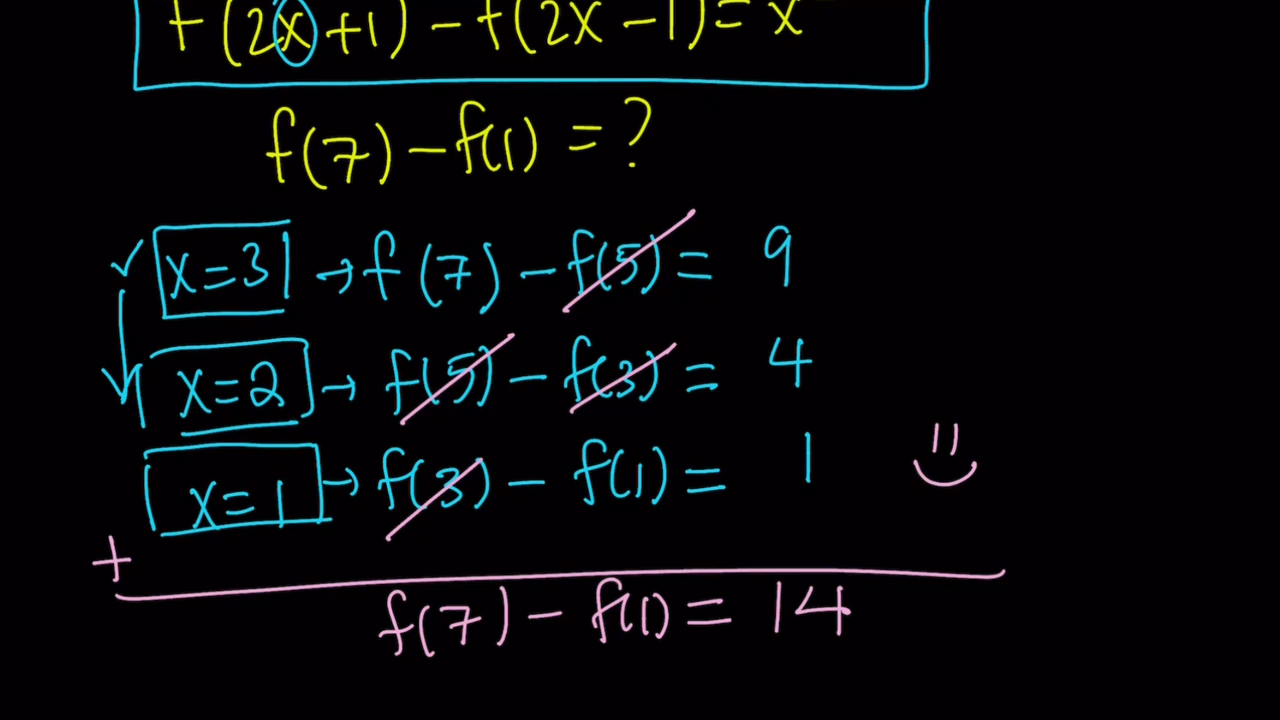 f(2x+1) - f(2x-1) = x
f(7) - f(1) = ?
x=3 → f(7) - f(5) = 9
x=2 → f(5) - f(3) = 4
x=1 → f(3) - f(1) = 1
+
f(7) - f(1) = 14